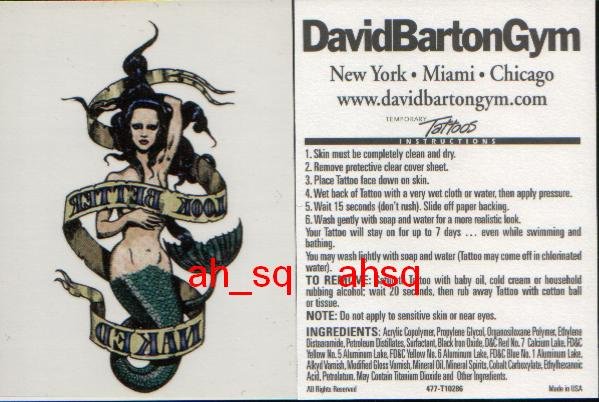 LOOK BETTER
NAKED
ah_sq ahsq
DavidBartonGym
New York • Miami • Chicago
www.davidbartongym.com
TEMPORARY
Tattoos
INSTRUCTIONS
1. Skin must be completely clean and dry.
2. Remove protective clear cover sheet.
3. Place Tattoo face down on skin.
4. Wet back of Tattoo with a very wet cloth or water, then apply pressure.
5. Wait 15 seconds (don't rush). Slide off paper backing.
6. Wash gently with soap and water for a more realistic look.
Your Tattoo will stay on for up to 7 days ... even while swimming and
bathing.
You may wash lightly with soap and water (Tattoo may come off in chlorinated
water).
TO REMOVE: Saturate Tattoo with baby oil, cold cream or household
rubbing alcohol; wait 20 seconds, then rub away Tattoo with cotton ball
or tissue.
NOTE: Do not apply to sensitive skin or near eyes.
INGREDIENTS: Acrylic Copolymer, Propylene Glycol, Organosiloxane Polymer, Ethylene
Distearamide, Petroleum Distillates, Surfactant, Black Iron Oxide, D&C Red No. 7 Calcium Lake, FD&C
Yellow No. 5 Aluminum Lake, FD&C Yellow No. 6 Aluminum Lake, FD&C Blue No. 1 Aluminum Lake,
Alkyd Varnish, Modified Gloss Varnish, Mineral Oil, Mineral Spirits, Cobalt Carboxylate, Ethylhexannic
Acid, Petrolatum. May Contain Titanium Dioxide and Other Ingredients.
All Rights Reserved 477-T10286 Made in USA